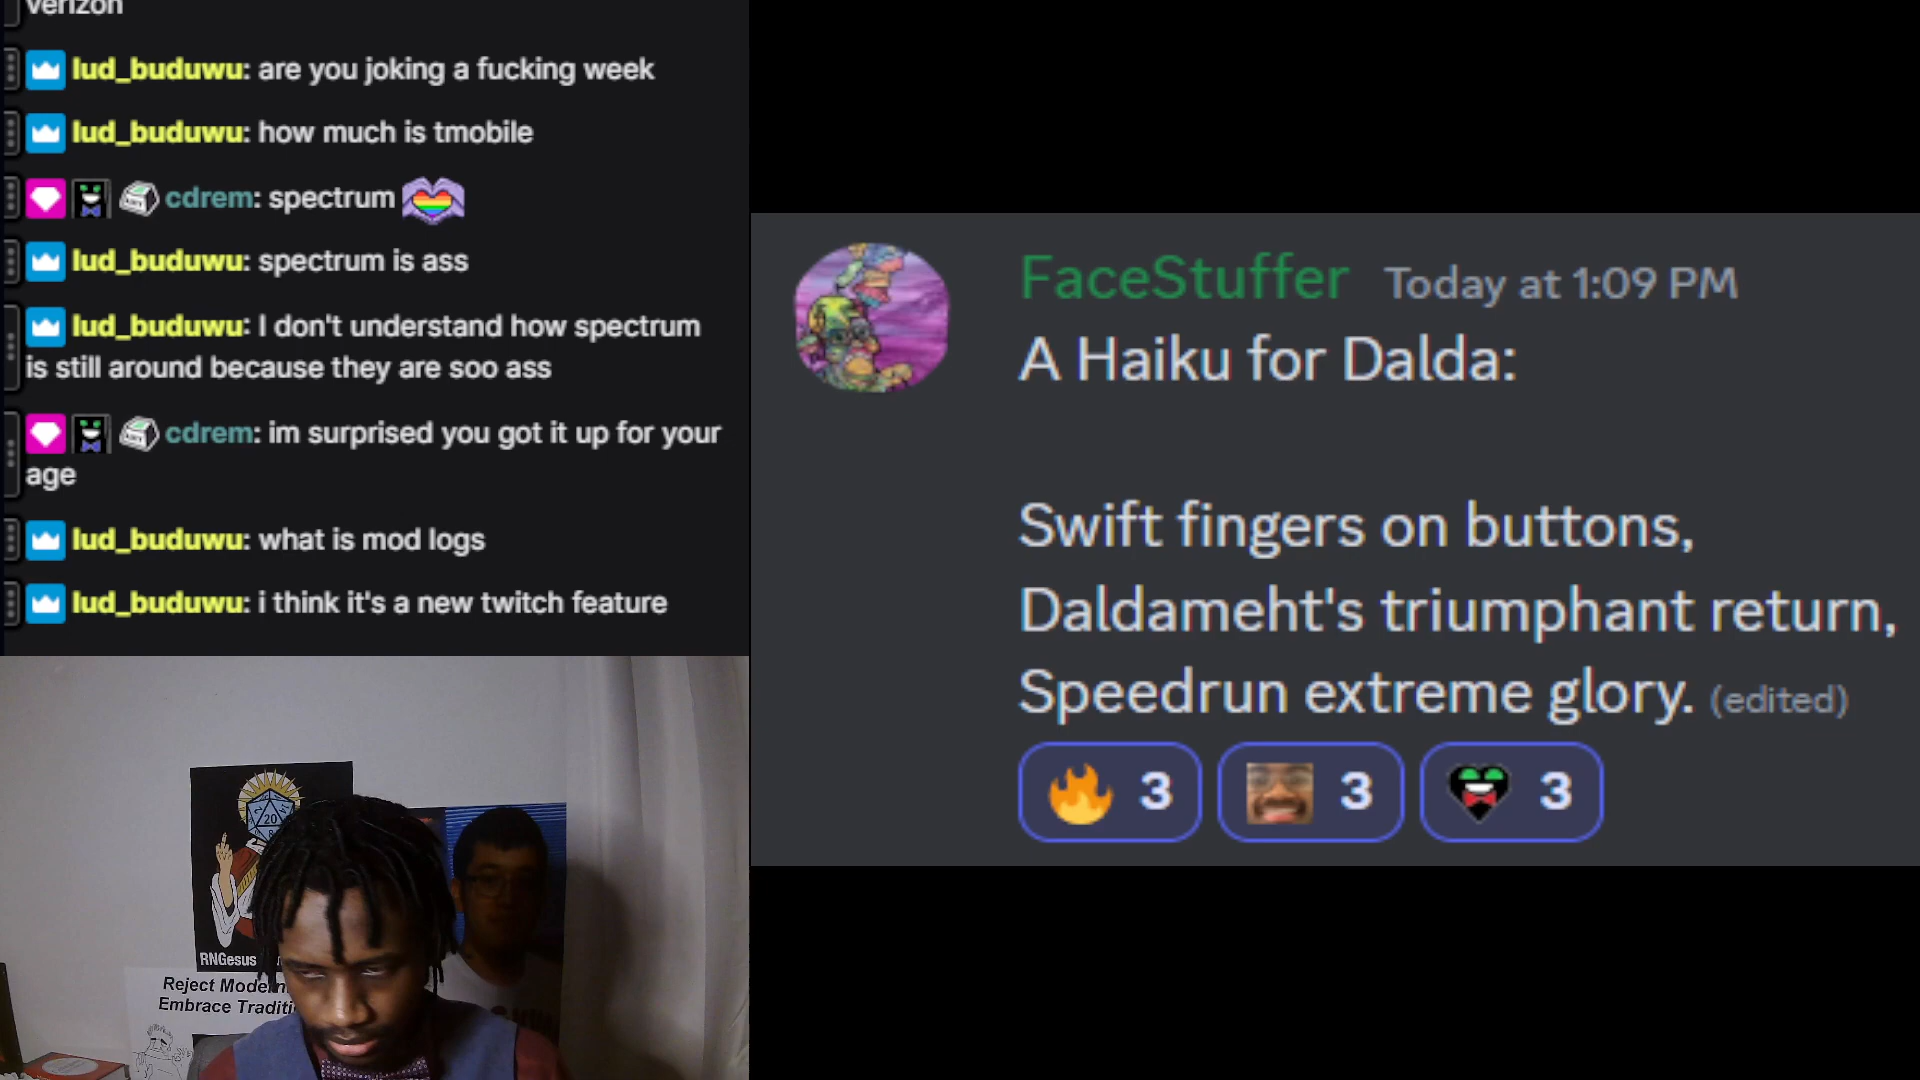 verizon
lud_buduwu: are you joking a fucking week
lud_buduwu: how much is tmobile
cdrem: spectrum
lud_buduwu: spectrum is ass
lud_buduwu: I don't understand how spectrum
is still around because they are soo ass
cdrem: im surprised you got it up for your
age
lud_buduwu: what is mod logs
lud_buduwu: i think it's a new twitch feature
FaceStuffer Today at 1:09 PM
A Haiku for Dalda:
Swift fingers on buttons,
Daldameht's triumphant return,
Speedrun extreme glory. (edited)
3 3 3
20
RNGesus
Reject Modern
Embrace Traditi